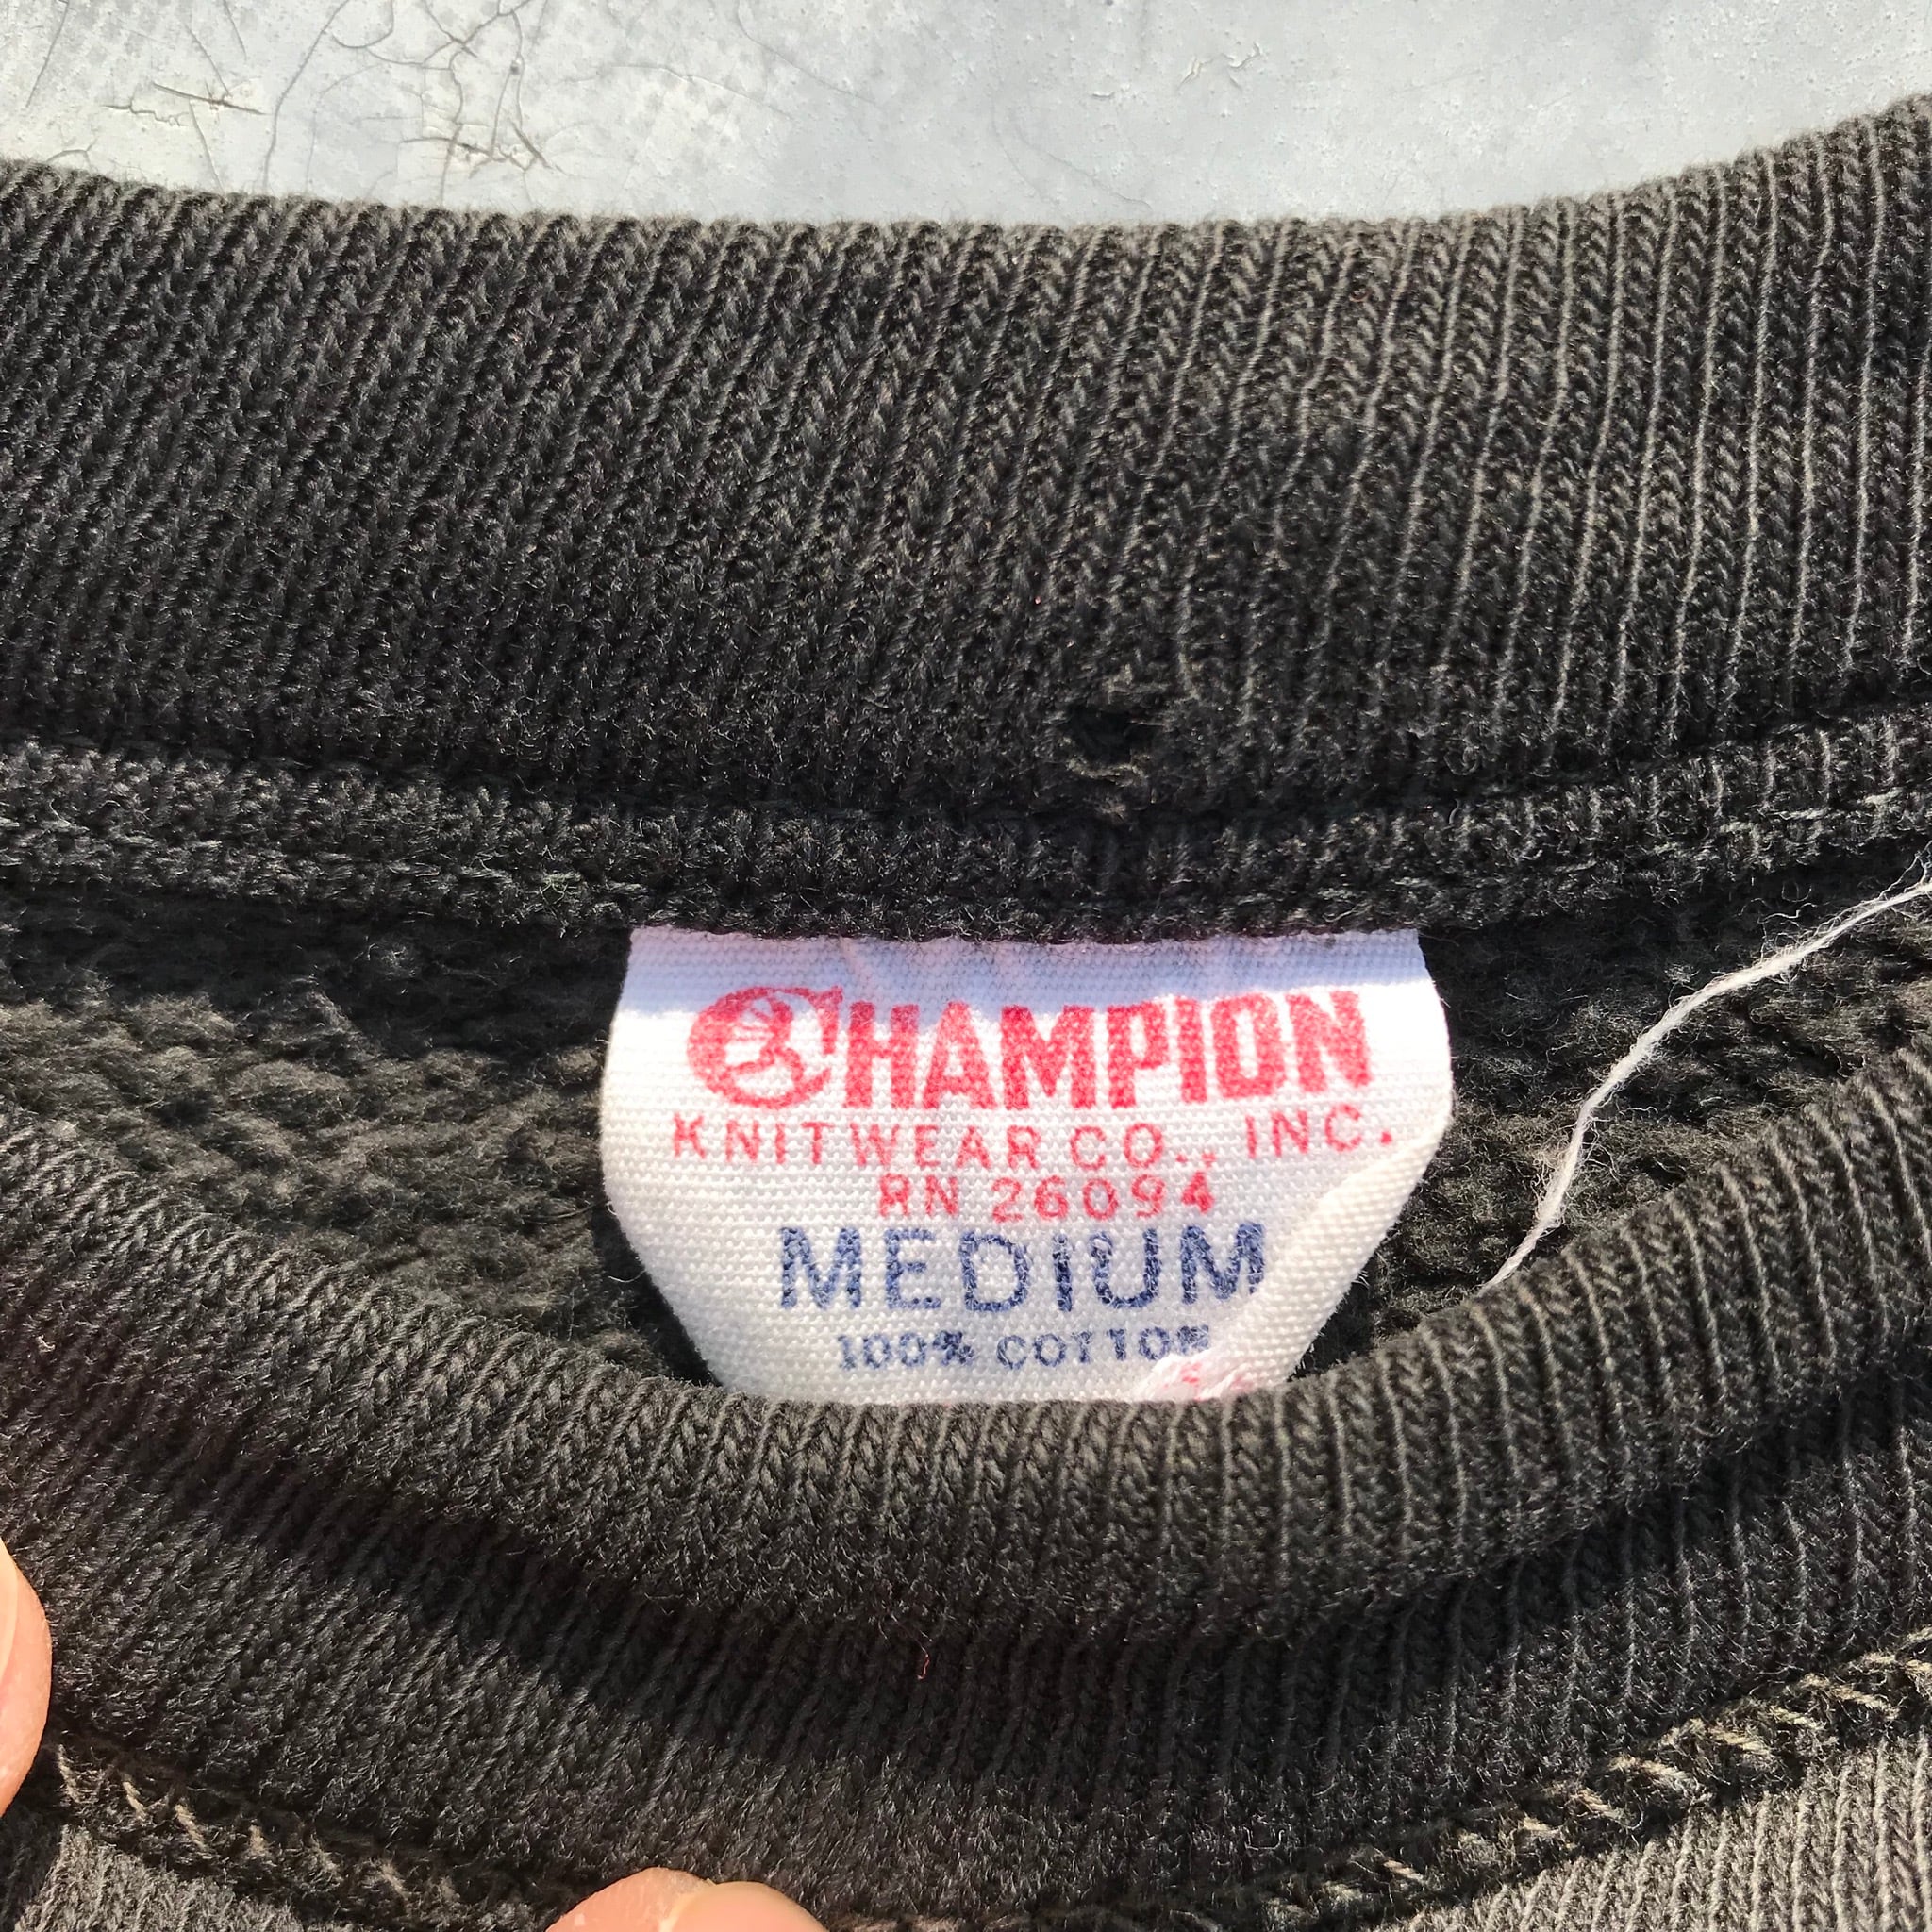 CHAMPION
KNITWEAR CO., INC.
RN 26094
MEDIUM
100% COTTON